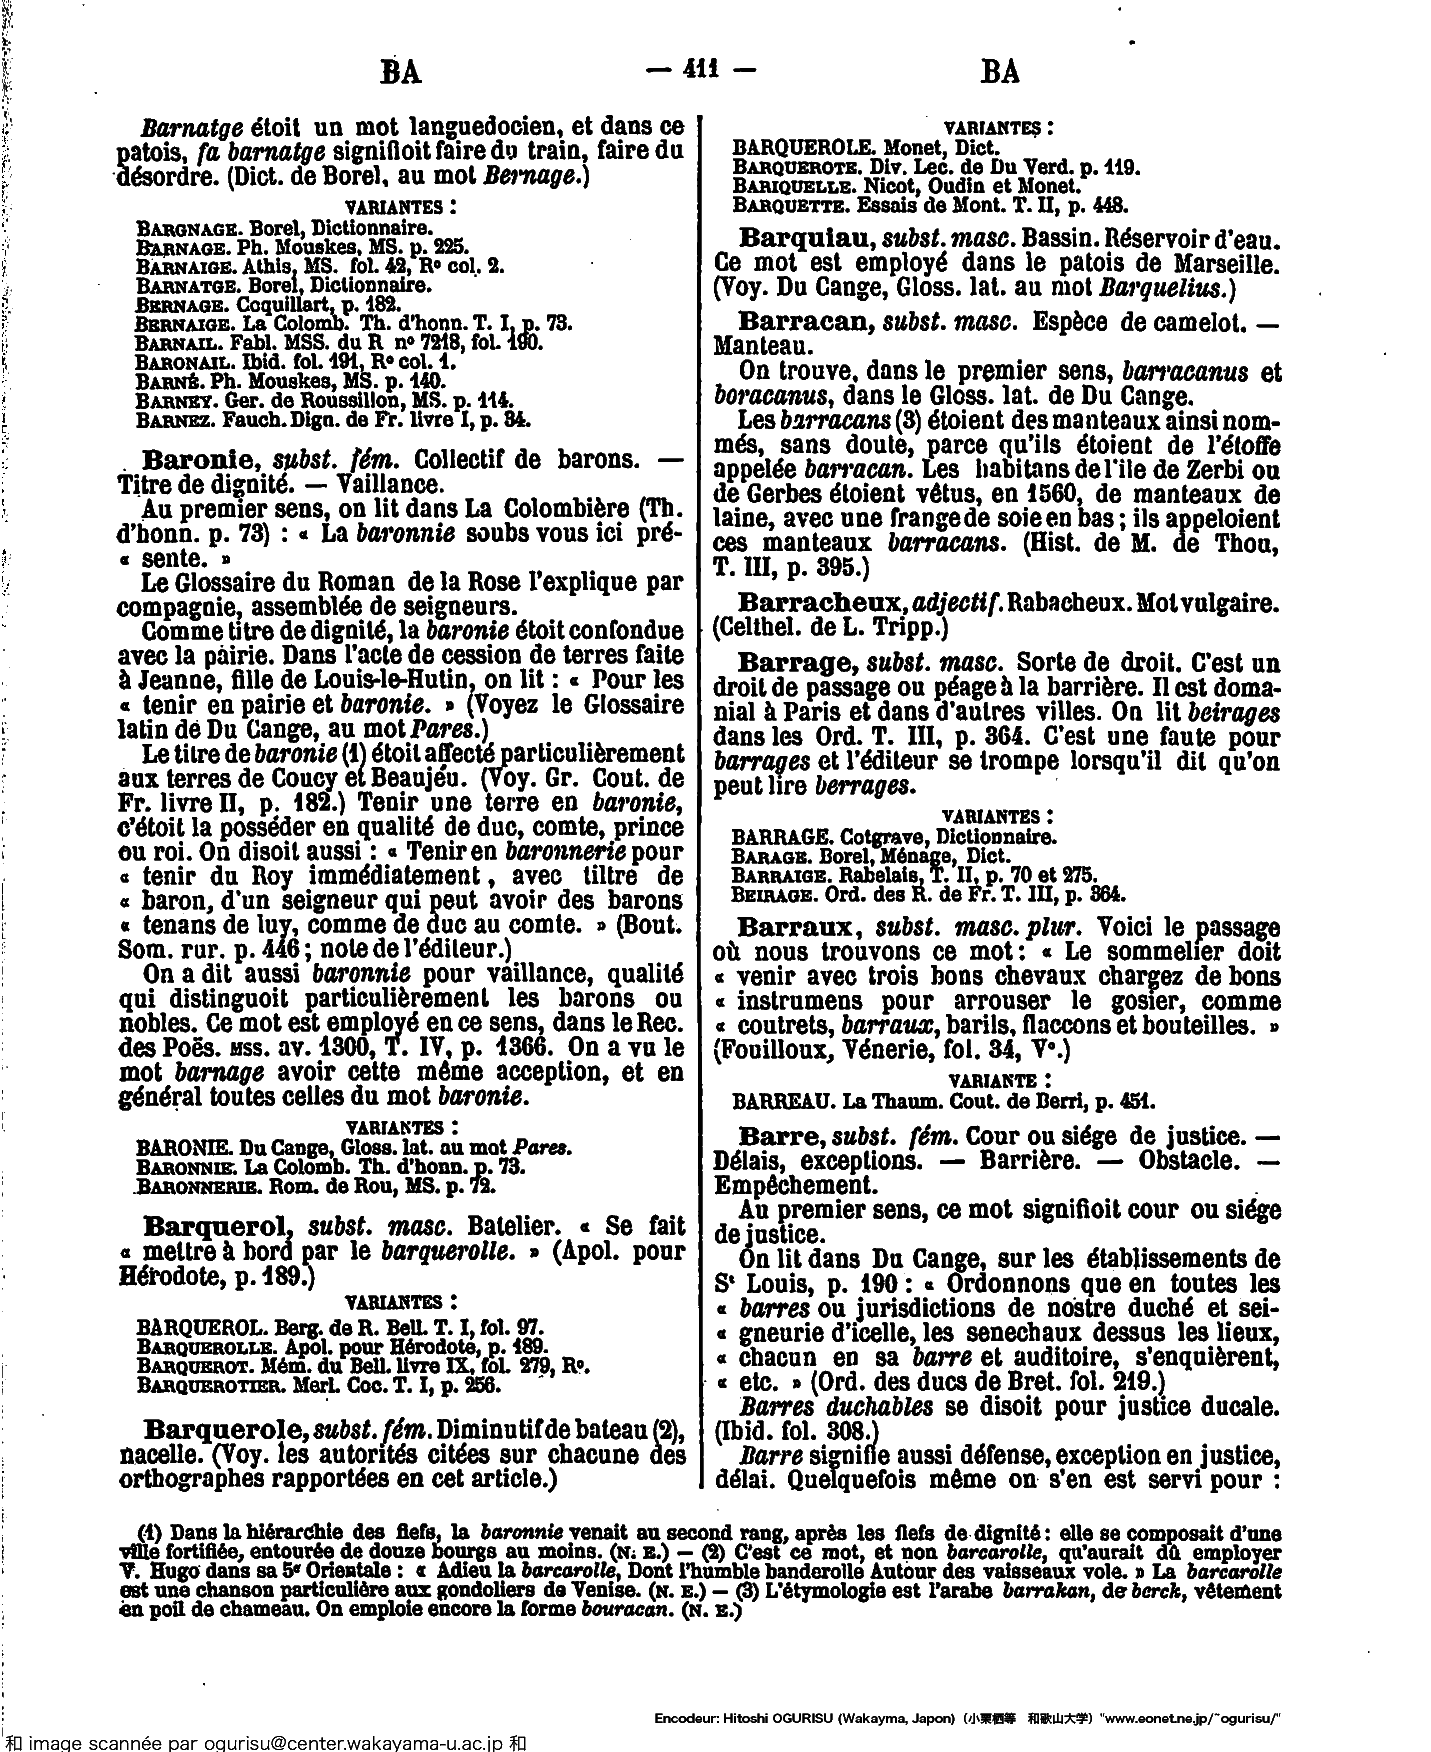 BA — 411 — BA
Barnatge étoit un mot languedocien, et dans ce
patois, fa barnatge signifioit faire du train, faire du
désordre. (Dict. de Borel, au mot Bernage.)
VARIANTES :
BARGNAGE. Borel, Dictionnaire.
BARNAGE. Ph. Mouskes, MS. p. 225.
BARNAIGE. Athis, MS. fol. 42, R° col. 2.
BARNATGE. Borel, Dictionnaire.
BERNAGE. Coquillart, p. 182.
BERNAIGE. La Colomb. Th. d'honn. T. I, p. 73.
BARNAIL. Fabl. MSS. du R n° 7218, fol. 190.
BARONAIL. Ibid. fol. 191, R° col. 1.
BARNÉ. Ph. Mouskes, MS. p. 140.
BARNEY. Ger. de Roussillon, MS. p. 114.
BARNEZ. Fauch. Dign. de Fr. livre I, p. 34.
Baronie, subst. fém. Collectif de barons. —
Titre de dignité. — Vaillance.
Au premier sens, on lit dans La Colombière (Th.
d'honn. p. 73) : « La baronnie soubs vous ici pré-
« sente. »
Le Glossaire du Roman de la Rose l'explique par
compagnie, assemblée de seigneurs.
Comme titre de dignité, la baronie étoit confondue
avec la pairie. Dans l'acte de cession de terres faite
à Jeanne, fille de Louis-le-Hutin, on lit : « Pour les
« tenir en pairie et baronie. » (Voyez le Glossaire
latin de Du Cange, au mot Pares.)
Le titre de baronie (1) étoit affecté particulièrement
aux terres de Coucy et Beaujeu. (Voy. Gr. Cout. de
Fr. livre II, p. 182.) Tenir une terre en baronie,
c'étoit la posséder en qualité de duc, comte, prince
ou roi. On disoit aussi : « Tenir en baronnerie pour
« tenir du Roy immédiatement, avec tiltre de
« baron, d'un seigneur qui peut avoir des barons
« tenans de luy, comme de duc au comte. » (Bout.
Som. rur. p. 446 ; note de l'éditeur.)
On a dit aussi baronnie pour vaillance, qualité
qui distinguoit particulièrement les barons ou
nobles. Ce mot est employé en ce sens, dans le Rec.
des Poës. MSS. av. 1300, T. IV, p. 1366. On a vu le
mot barnage avoir cette même acception, et en
général toutes celles du mot baronie.
VARIANTES :
BARONIE. Du Cange, Gloss. lat. au mot Pares.
BARONNIE. La Colomb. Th. d'honn. p. 73.
BARONNERIE. Rom. de Rou, MS. p. 72.
Barquerol, subst. masc. Batelier. « Se fait
« mettre à bord par le barquerolle. » (Apol. pour
Hérodote, p. 189.)
VARIANTES :
BARQUEROL. Berg. de R. Bell. T. I, fol. 97.
BARQUEROLLE. Apol. pour Hérodote, p. 189.
BARQUEROT. Mém. du Bell. livre IX, fol. 279, R°.
BARQUEROTIER. Merl. Coc. T. I, p. 256.
Barquerole, subst. fém. Diminutif de bateau (2),
nacelle. (Voy. les autorités citées sur chacune des
orthographes rapportées en cet article.)
VARIANTES :
BARQUEROLE. Monet, Dict.
BARQUEROTE. Div. Lec. de Du Verd. p. 119.
BARIQUELLE. Nicot, Oudin et Monet.
BARQUETTE. Essais de Mont. T. II, p. 448.
Barquiau, subst. masc. Bassin. Réservoir d'eau.
Ce mot est employé dans le patois de Marseille.
(Voy. Du Cange, Gloss. lat. au mot Barquelius.)
Barracan, subst. masc. Espèce de camelot. —
Manteau.
On trouve, dans le premier sens, barracanus et
boracanus, dans le Gloss. lat. de Du Cange.
Les barracans (3) étoient des manteaux ainsi nom-
més, sans doute, parce qu'ils étoient de l'étoffe
appelée barracan. Les habitans de l'ile de Zerbi ou
de Gerbes étoient vêtus, en 1560, de manteaux de
laine, avec une frange de soie en bas ; ils appeloient
ces manteaux barracans. (Hist. de M. de Thou,
T. III, p. 395.)
Barracheux, adjectif. Rabacheux. Mot vulgaire.
(Celthel. de L. Tripp.)
Barrage, subst. masc. Sorte de droit. C'est un
droit de passage ou péage à la barrière. Il est doma-
nial à Paris et dans d'autres villes. On lit beirages
dans les Ord. T. III, p. 364. C'est une faute pour
barrages et l'éditeur se trompe lorsqu'il dit qu'on
peut lire berrages.
VARIANTES :
BARRAGE. Cotgrave, Dictionnaire.
BARAGE. Borel, Ménage, Dict.
BARRAIGE. Rabelais, T. II, p. 70 et 275.
BEIRAGE. Ord. des R. de Fr. T. III, p. 364.
Barraux, subst. masc. plur. Voici le passage
où nous trouvons ce mot : « Le sommelier doit
« venir avec trois bons chevaux chargez de bons
« instrumens pour arrouser le gosier, comme
« coutrets, barraux, barils, flaccons et bouteilles. »
(Fouilloux, Vénerie, fol. 34, V°.)
VARIANTE :
BARREAU. La Thaum. Cout. de Berri, p. 451.
Barre, subst. fém. Cour ou siége de justice. —
Délais, exceptions. — Barrière. — Obstacle. —
Empêchement.
Au premier sens, ce mot signifioit cour ou siége
de justice.
On lit dans Du Cange, sur les établissements de
St Louis, p. 190 : « Ordonnons que en toutes les
« barres ou jurisdictions de nostre duché et sei-
« gneurie d'icelle, les senechaux dessus les lieux,
« chacun en sa barre et auditoire, s'enquièrent,
« etc. » (Ord. des ducs de Bret. fol. 219.)
Barres duchables se disoit pour justice ducale.
(Ibid. fol. 308.)
Barre signifie aussi défense, exception en justice,
délai. Quelquefois même on s'en est servi pour :
(1) Dans la hiérarchie des fiefs, la baronnie venait au second rang, après les fiefs de dignité : elle se composait d'une
ville fortifiée, entourée de douze bourgs au moins. (N. E.) — (2) C'est ce mot, et non barcarolle, qu'aurait dû employer
V. Hugo dans sa 5e Orientale : « Adieu la barcarolle, Dont l'humble banderolle Autour des vaisseaux vole. » La barcarolle
est une chanson particulière aux gondoliers de Venise. (N. E.) — (3) L'étymologie est l'arabe barrakan, de berck, vêtement
en poil de chameau. On emploie encore la forme bouracan. (N. E.)
Encodeur: Hitoshi OGURISU (Wakayma, Japon) (小栗栖等 和歌山大学) "www.eonet.ne.jp/~ogurisu/"
和 image scannée par ogurisu@center.wakayama-u.ac.jp 和